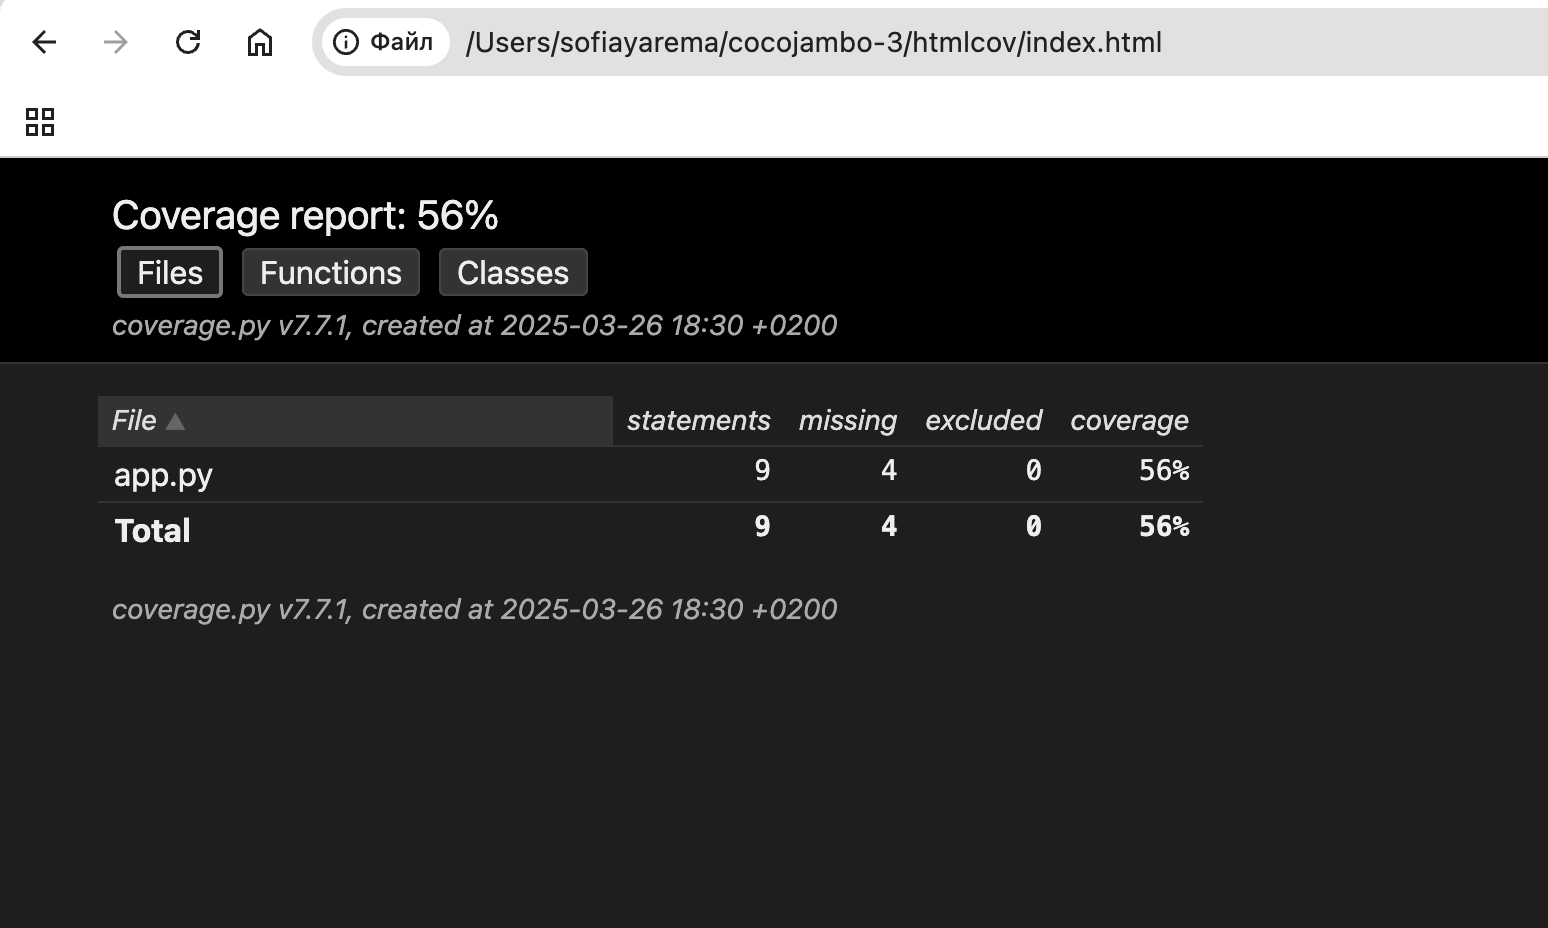 Файл /Users/sofiayarema/cocojambo-3/htmlcov/index.html
Coverage report: 56%
Files Functions Classes
coverage.py v7.7.1, created at 2025-03-26 18:30 +0200
File ▲ statements missing excluded coverage
app.py 9 4 0 56%
Total 9 4 0 56%
coverage.py v7.7.1, created at 2025-03-26 18:30 +0200